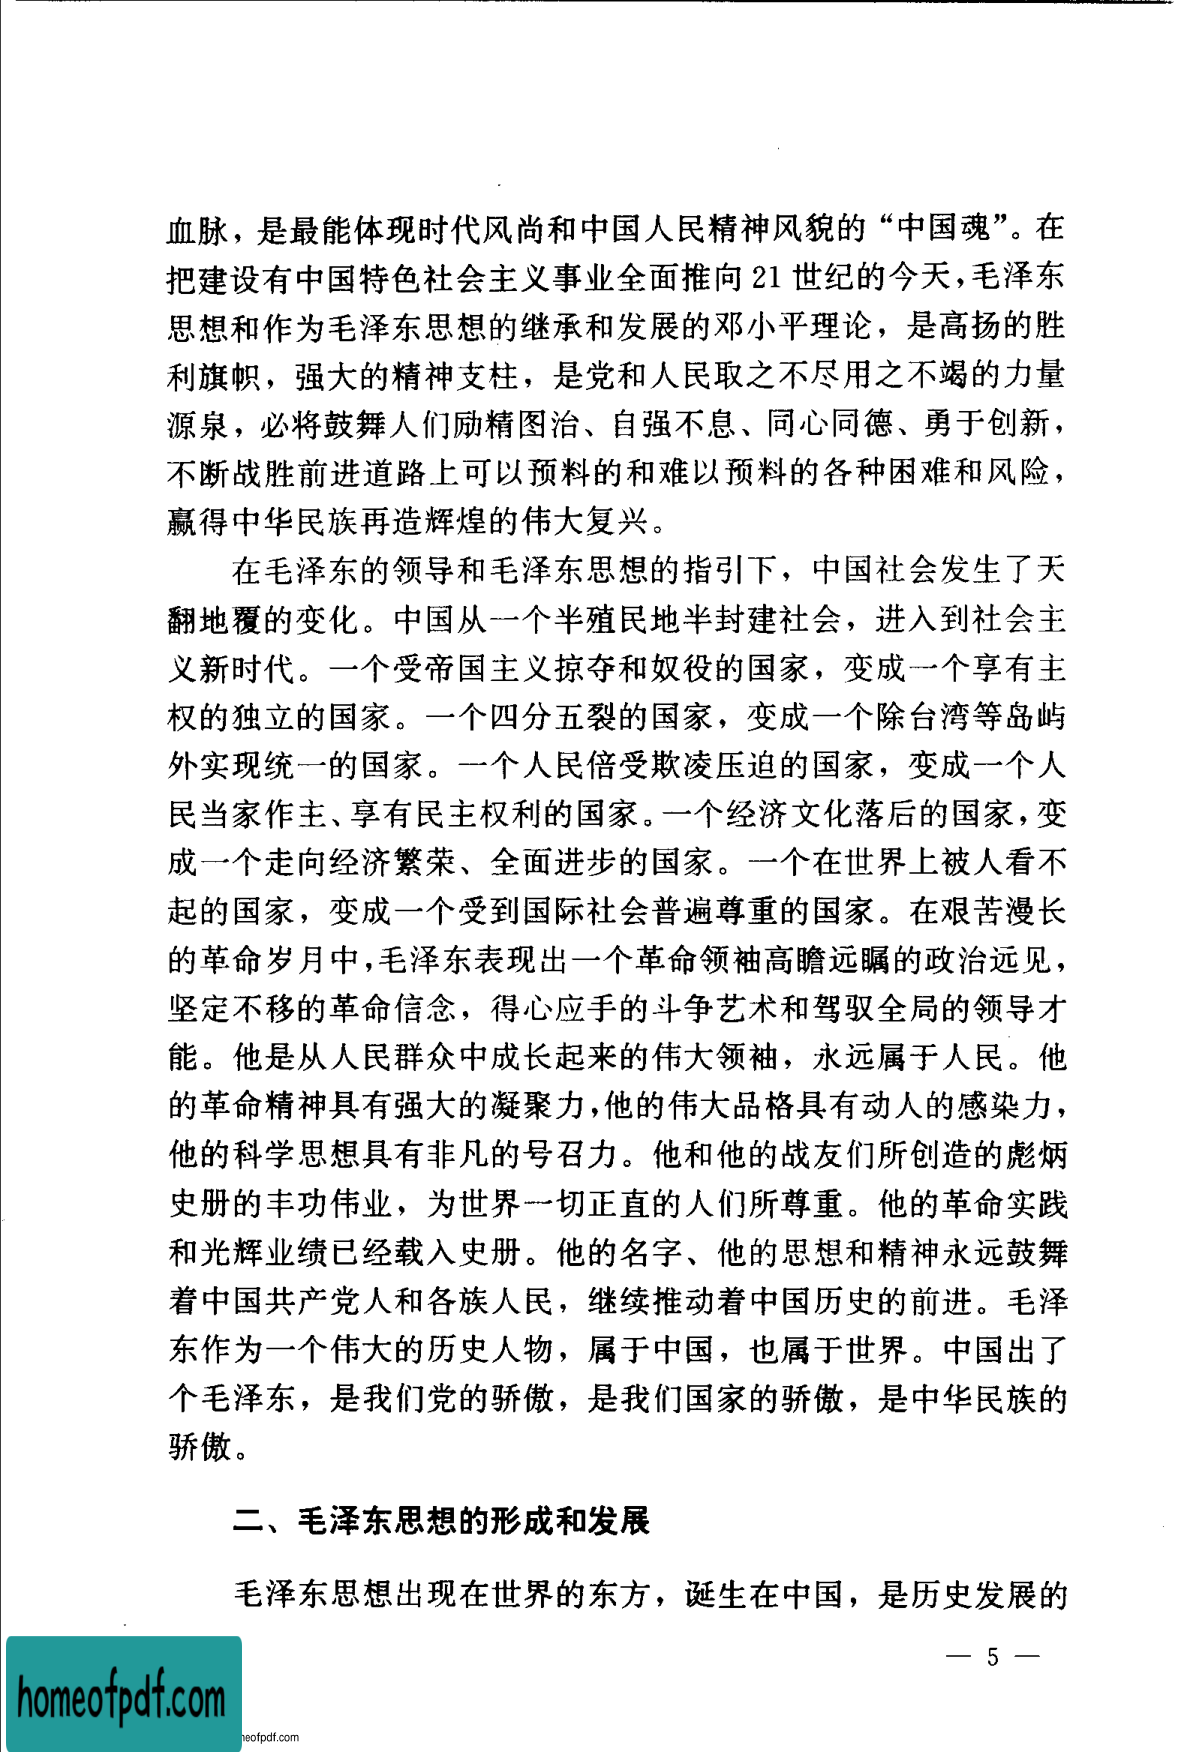 血脉，是最能体现时代风尚和中国人民精神风貌的“中国魂”。在
把建设有中国特色社会主义事业全面推向21世纪的今天，毛泽东
思想和作为毛泽东思想的继承和发展的邓小平理论，是高扬的胜
利旗帜，强大的精神支柱，是党和人民取之不尽用之不竭的力量
源泉，必将鼓舞人们励精图治、自强不息、同心同德、勇于创新，
不断战胜前进道路上可以预料的和难以预料的各种困难和风险，
赢得中华民族再造辉煌的伟大复兴。
在毛泽东的领导和毛泽东思想的指引下，中国社会发生了天
翻地覆的变化。中国从一个半殖民地半封建社会，进入到社会主
义新时代。一个受帝国主义掠夺和奴役的国家，变成一个享有主
权的独立的国家。一个四分五裂的国家，变成一个除台湾等岛屿
外实现统一的国家。一个人民倍受欺凌压迫的国家，变成一个人
民当家作主、享有民主权利的国家。一个经济文化落后的国家，变
成一个走向经济繁荣、全面进步的国家。一个在世界上被人看不
起的国家，变成一个受到国际社会普遍尊重的国家。在艰苦漫长
的革命岁月中，毛泽东表现出一个革命领袖高瞻远瞩的政治远见，
坚定不移的革命信念，得心应手的斗争艺术和驾驭全局的领导才
能。他是从人民群众中成长起来的伟大领袖，永远属于人民。他
的革命精神具有强大的凝聚力，他的伟大品格具有动人的感染力，
他的科学思想具有非凡的号召力。他和他的战友们所创造的彪炳
史册的丰功伟业，为世界一切正直的人们所尊重。他的革命实践
和光辉业绩已经载入史册。他的名字、他的思想和精神永远鼓舞
着中国共产党人和各族人民，继续推动着中国历史的前进。毛泽
东作为一个伟大的历史人物，属于中国，也属于世界。中国出了
个毛泽东，是我们党的骄傲，是我们国家的骄傲，是中华民族的
骄傲。
二、毛泽东思想的形成和发展
毛泽东思想出现在世界的东方，诞生在中国，是历史发展的
— 5 —
homeofpdf.com
neofpdf.com